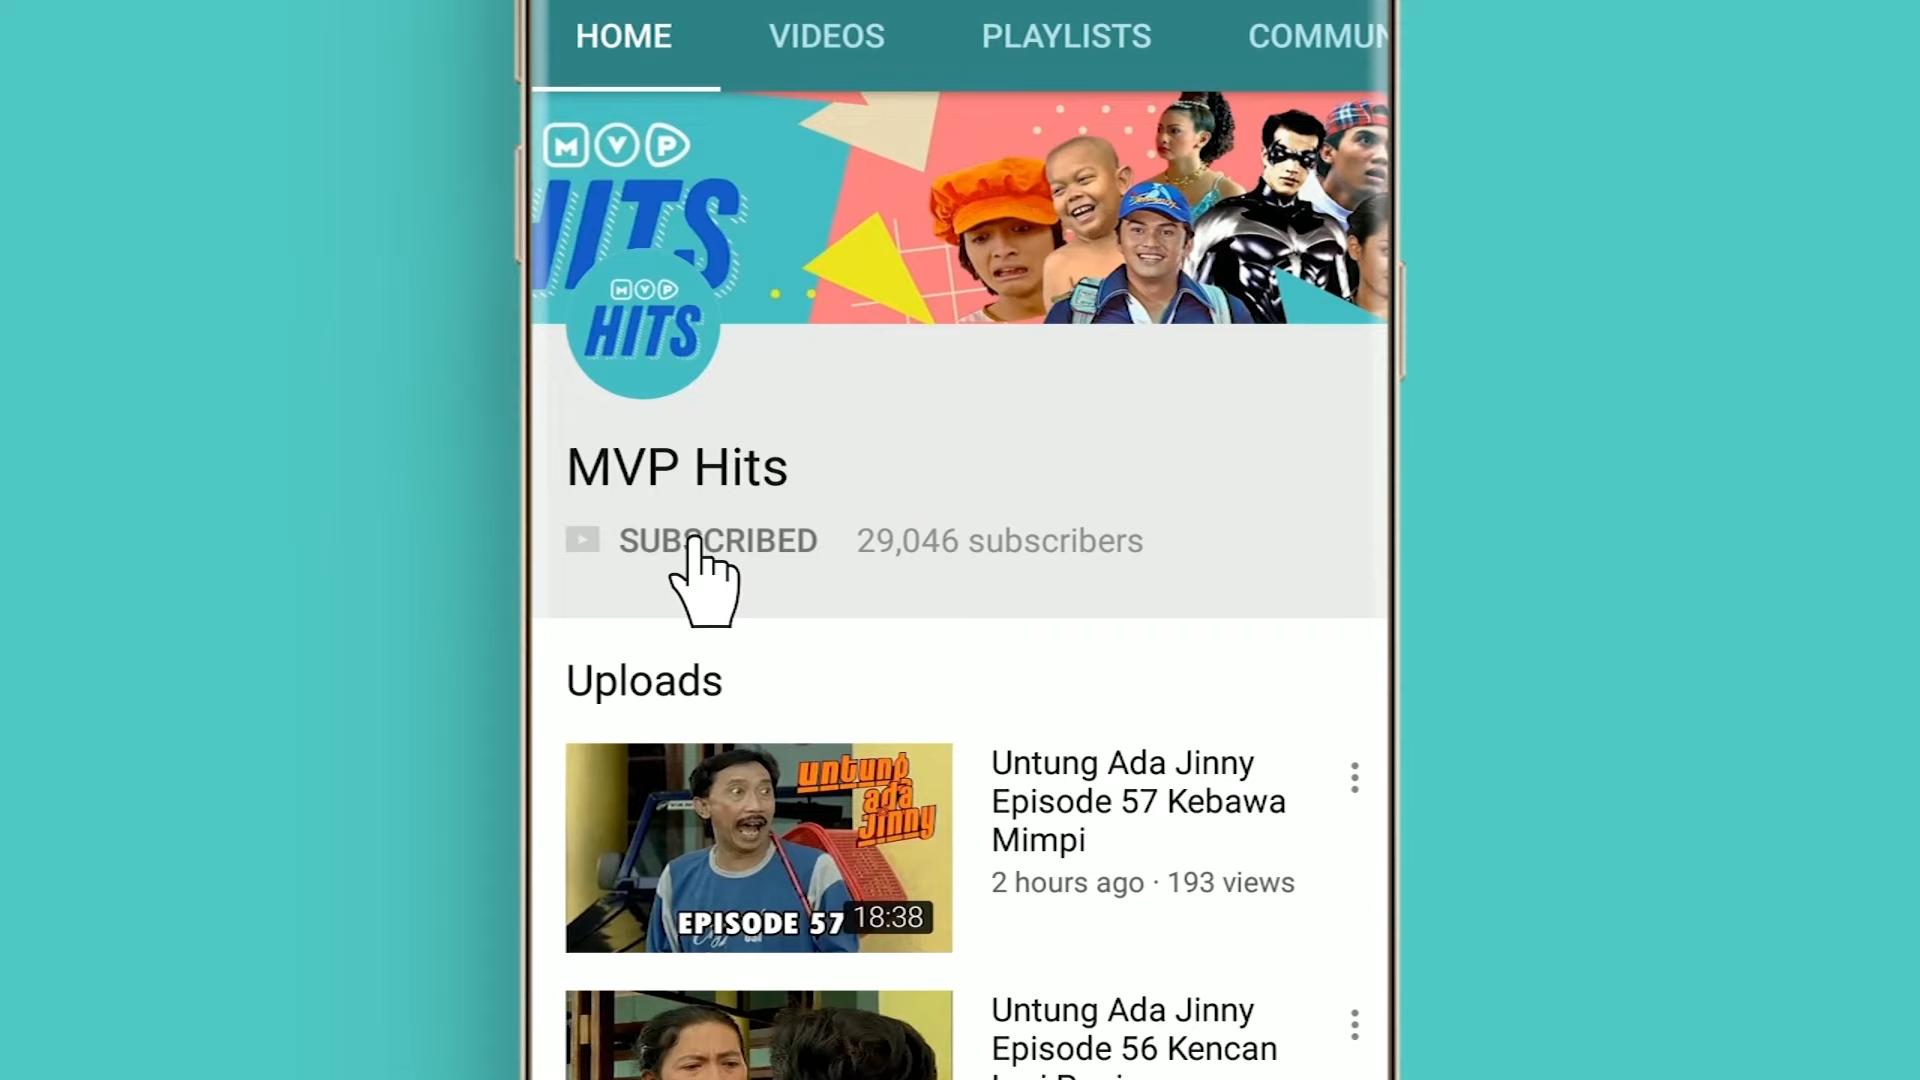 HOME VIDEOS PLAYLISTS COMMUN
MVP
HITS
MVP
HITS
MVP Hits
SUBSCRIBED 29,046 subscribers
Uploads
untung
ada
jinny
EPISODE 57 18:38
Untung Ada Jinny
Episode 57 Kebawa
Mimpi
2 hours ago · 193 views
Untung Ada Jinny
Episode 56 Kencan